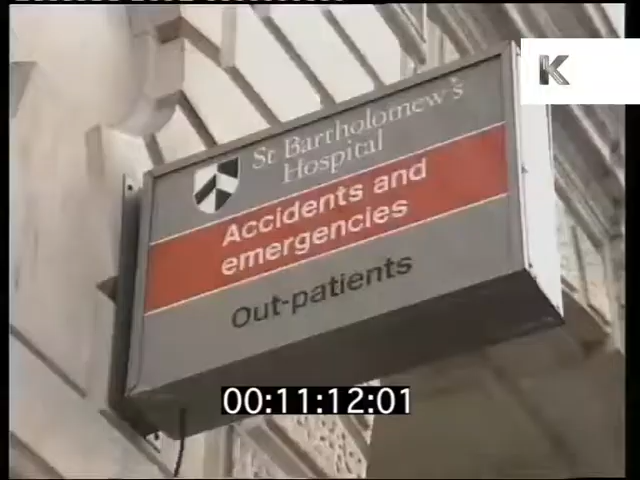 K
St Bartholomew's
Hospital
Accidents and
emergencies
Out-patients
00:11:12:01